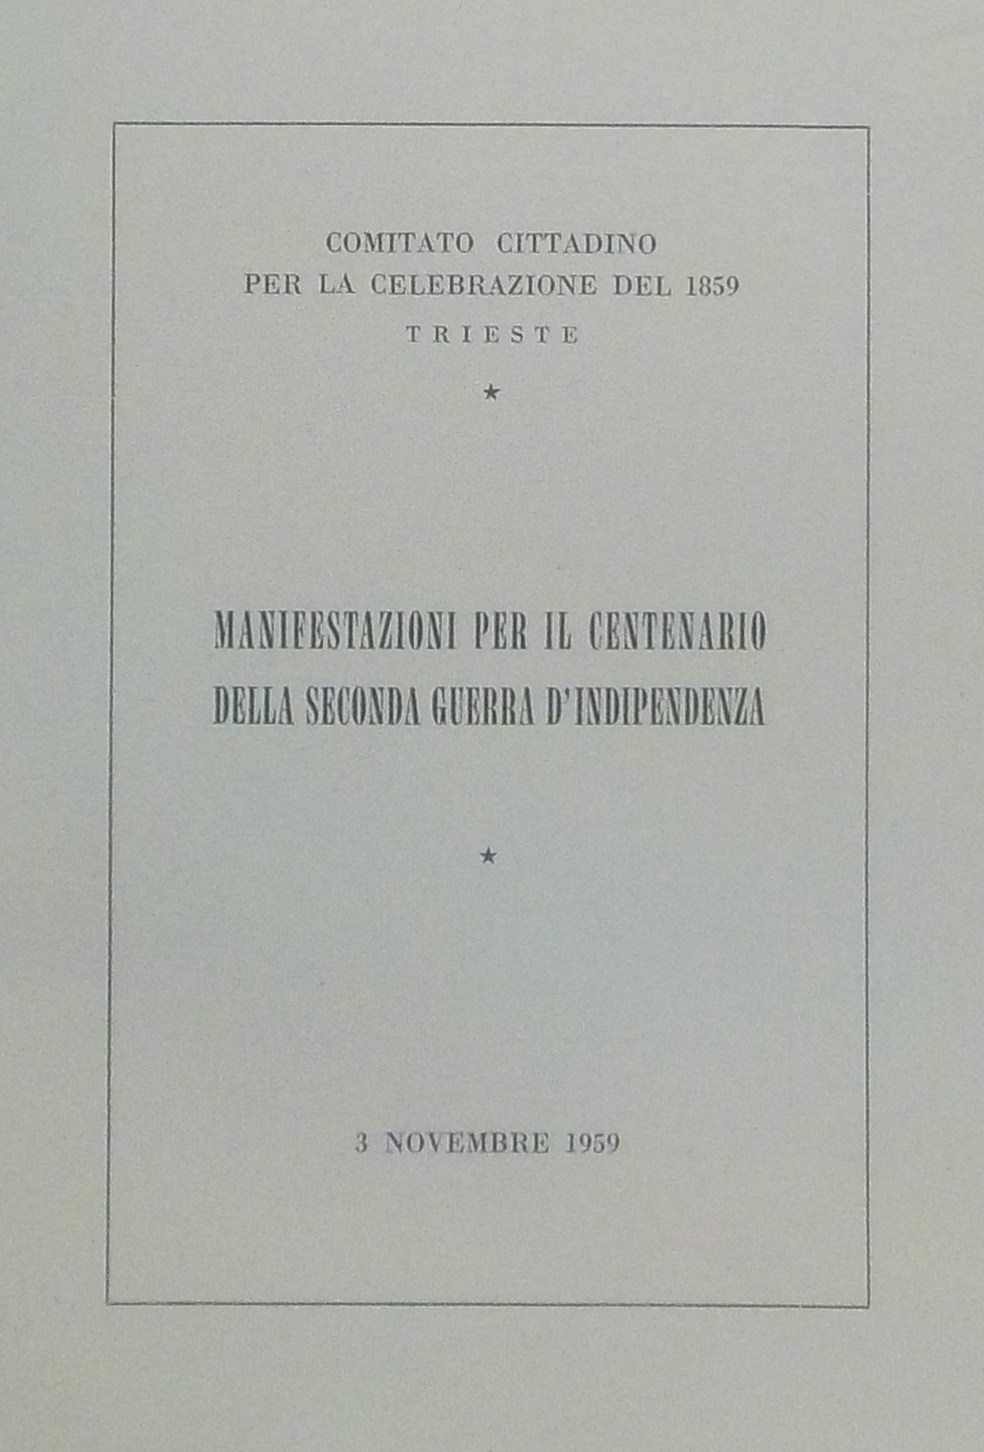 COMITATO CITTADINO
PER LA CELEBRAZIONE DEL 1859
TRIESTE
★
MANIFESTAZIONI PER IL CENTENARIO
DELLA SECONDA GUERRA D'INDIPENDENZA
★
3 NOVEMBRE 1959